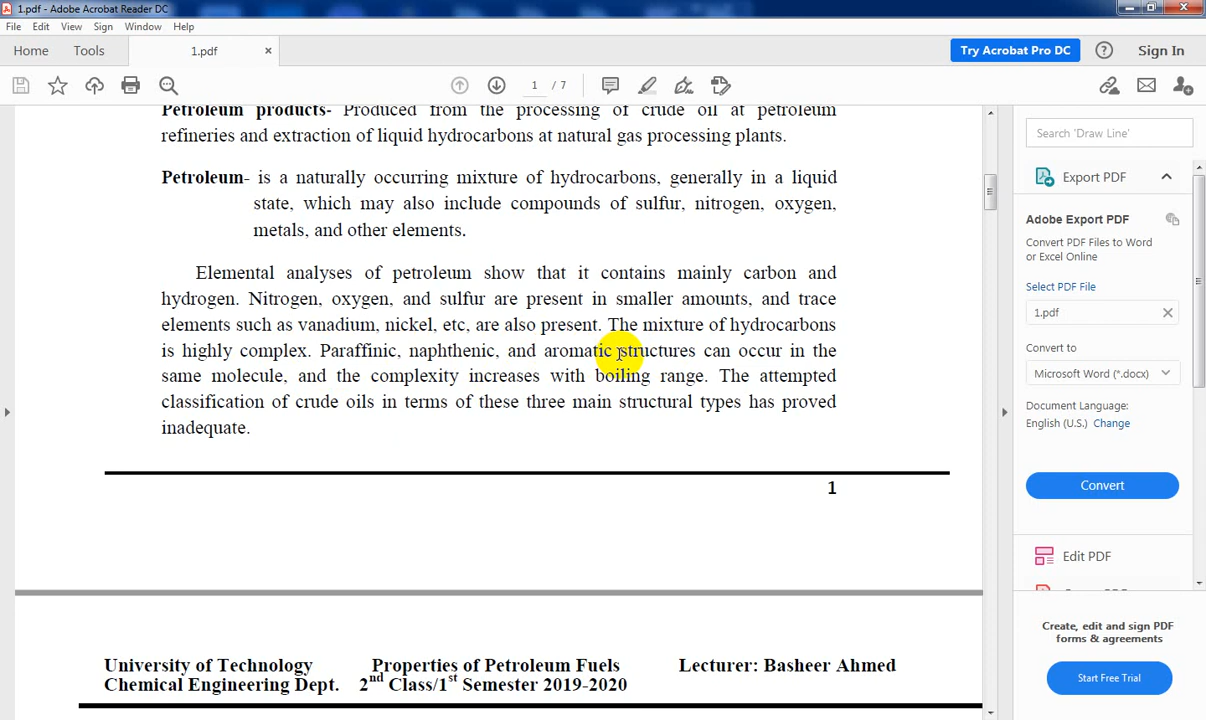 1.pdf - Adobe Acrobat Reader DC
File Edit View Sign Window Help
Home Tools 1.pdf × Try Acrobat Pro DC ? Sign In
1 / 7
Petroleum products- Produced from the processing of crude oil at petroleum
refineries and extraction of liquid hydrocarbons at natural gas processing plants.
Petroleum- is a naturally occurring mixture of hydrocarbons, generally in a liquid
state, which may also include compounds of sulfur, nitrogen, oxygen,
metals, and other elements.
Elemental analyses of petroleum show that it contains mainly carbon and
hydrogen. Nitrogen, oxygen, and sulfur are present in smaller amounts, and trace
elements such as vanadium, nickel, etc, are also present. The mixture of hydrocarbons
is highly complex. Paraffinic, naphthenic, and aromatic structures can occur in the
same molecule, and the complexity increases with boiling range. The attempted
classification of crude oils in terms of these three main structural types has proved
inadequate.
1
University of Technology Properties of Petroleum Fuels Lecturer: Basheer Ahmed
Chemical Engineering Dept. 2nd Class/1st Semester 2019-2020
Search 'Draw Line'
Export PDF
Adobe Export PDF
Convert PDF Files to Word
or Excel Online
Select PDF File
1.pdf
Convert to
Microsoft Word (*.docx)
Document Language:
English (U.S.) Change
Convert
Edit PDF
Create, edit and sign PDF
forms & agreements
Start Free Trial